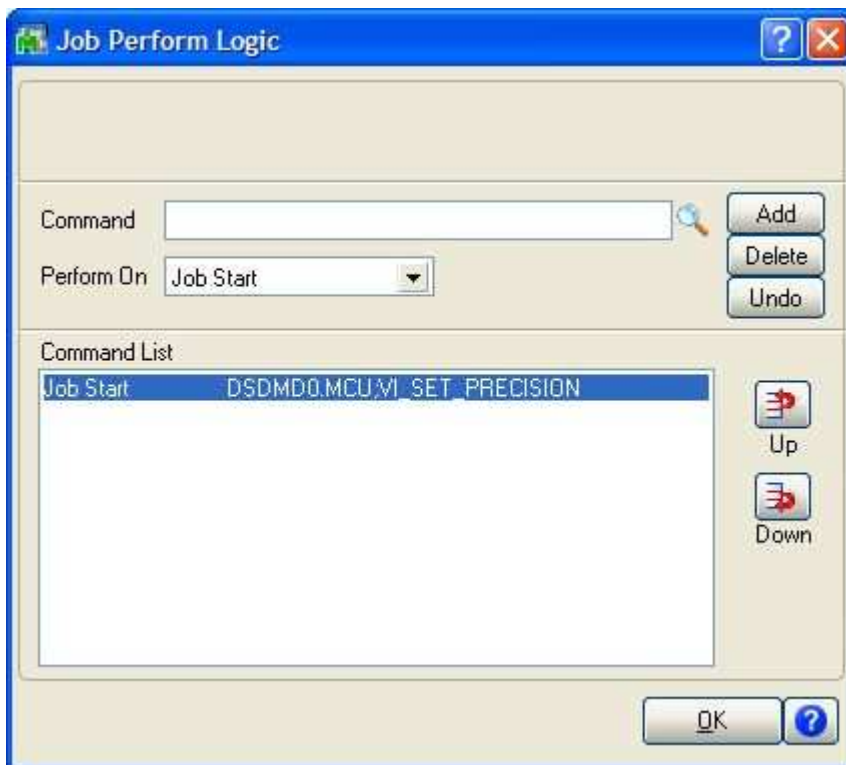 Job Perform Logic
Command
Add
Delete
Perform On Job Start
Undo
Command List
Job Start DSDMD0.MCU;VI_SET_PRECISION
Up
Down
OK